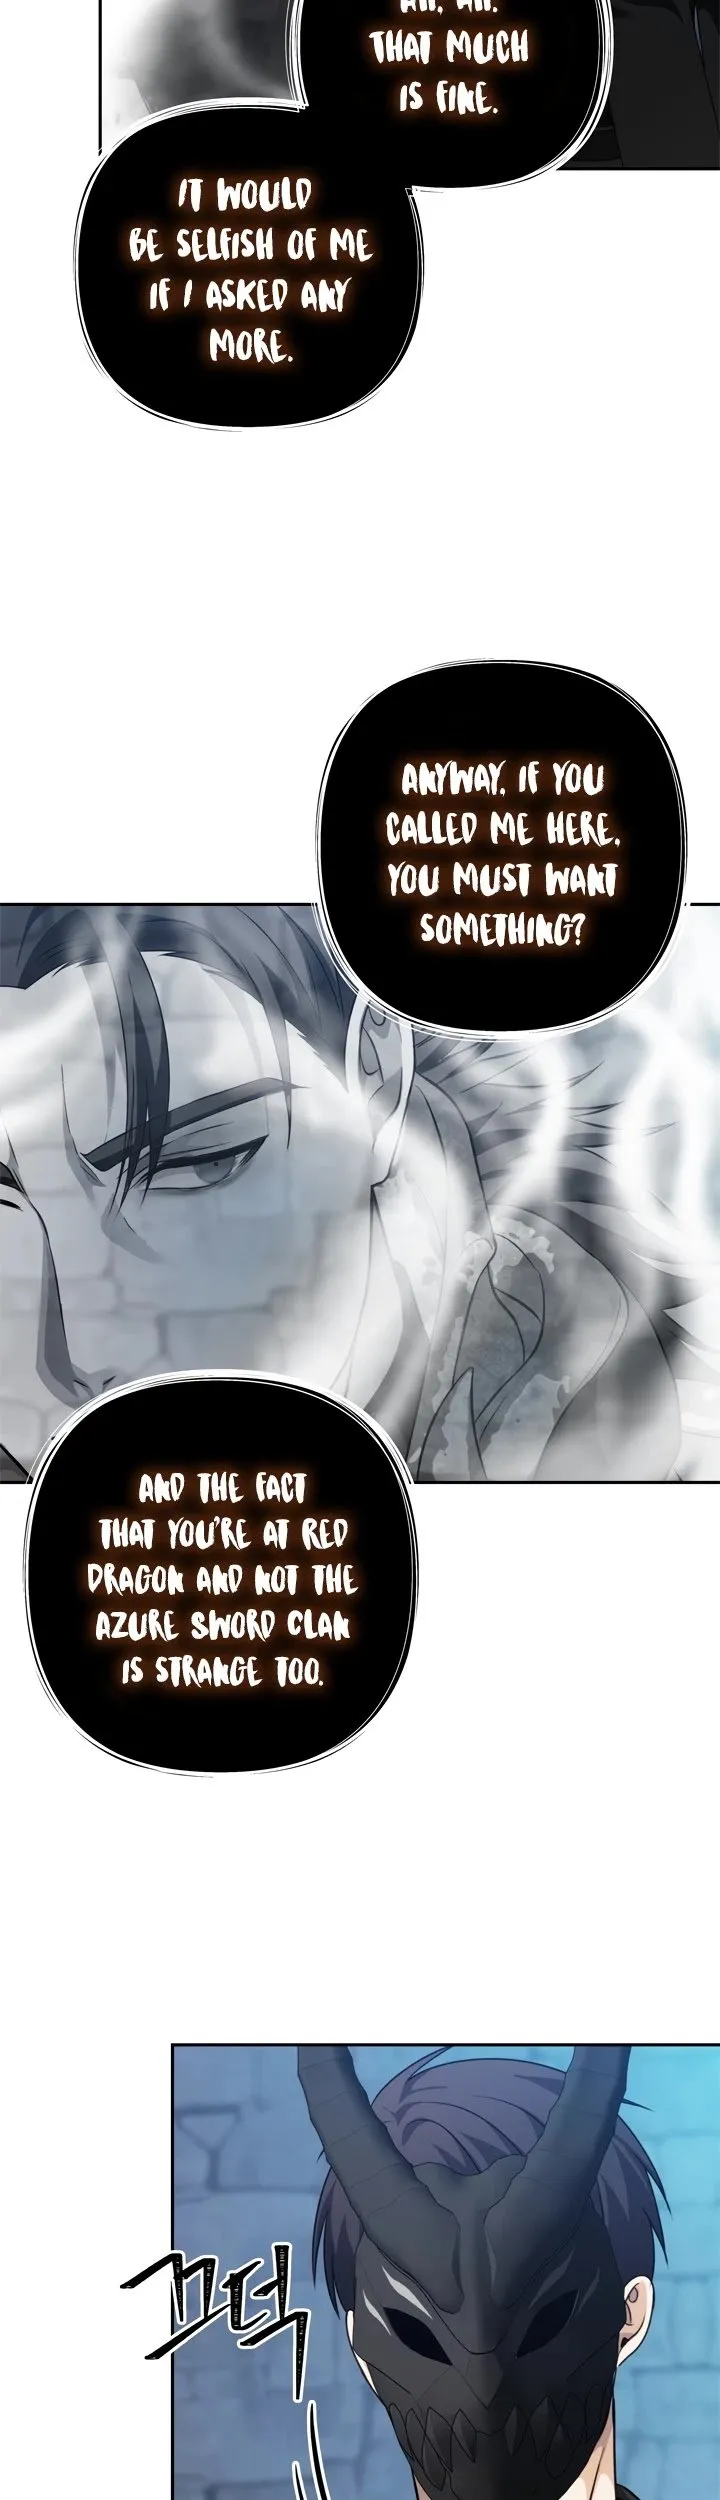 AH, AH.
THAT MUCH
IS FINE.
IT WOULD
BE SELFISH OF ME
IF I ASKED ANY
MORE.
ANYWAY, IF YOU
CALLED ME HERE,
YOU MUST WANT
SOMETHING?
AND THE FACT
THAT YOU'RE AT RED
DRAGON AND NOT THE
AZURE SWORD CLAN
IS STRANGE TOO.
끄덕